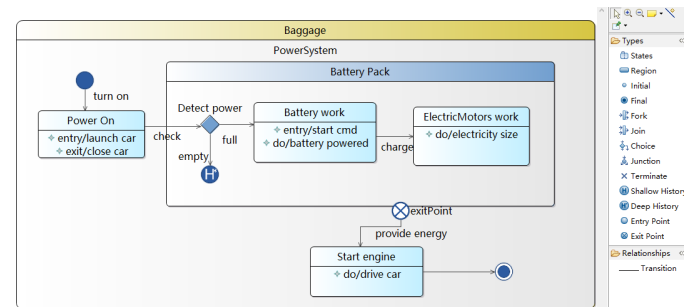 Baggage
PowerSystem
Battery Pack
turn on
Power On
entry/launch car
exit/close car
check
Detect power
full
empty
H*
Battery work
entry/start cmd
do/battery powered
charge
ElectricMotors work
do/electricity size
exitPoint
provide energy
Start engine
do/drive car
Types
States
Region
Initial
Final
Fork
Join
Choice
Junction
Terminate
H Shallow History
H Deep History
Entry Point
Exit Point
Relationships
Transition